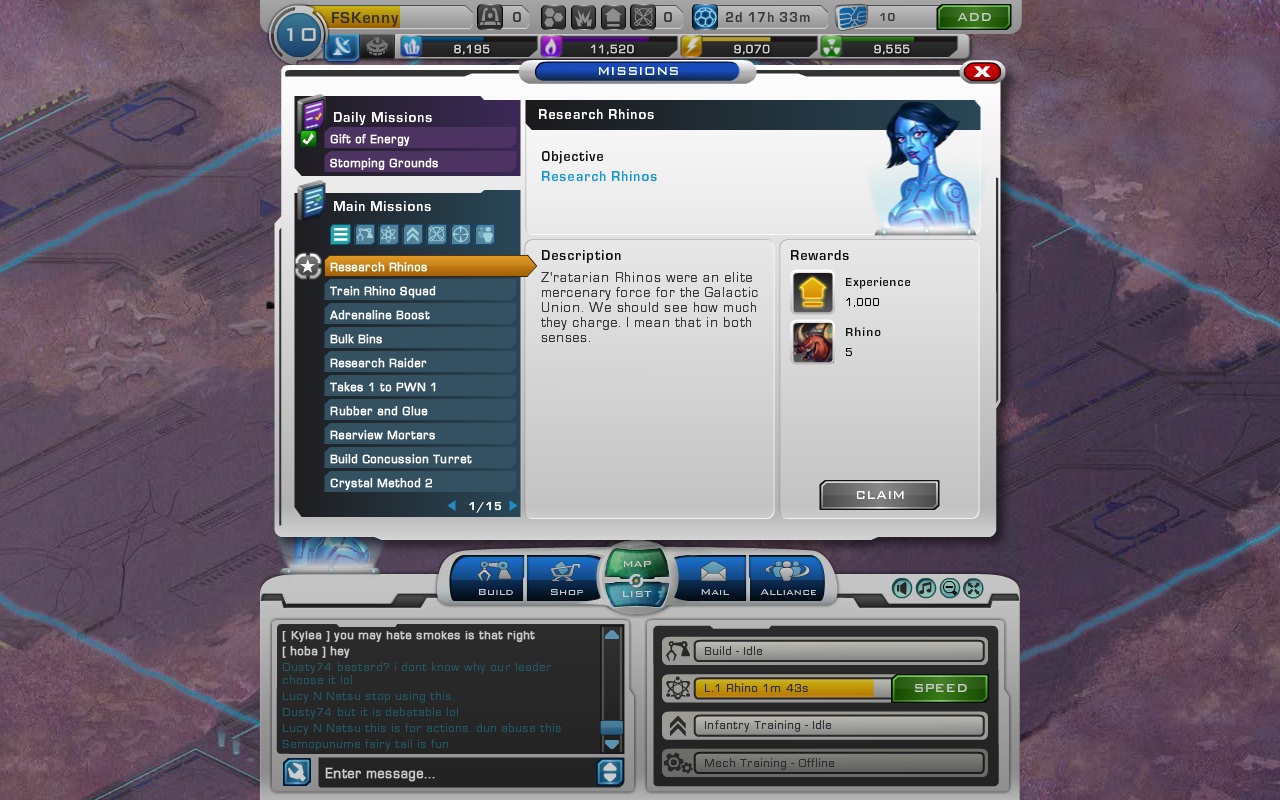 10
FSKenny
0
0
2d 17h 33m
10
ADD
8,195
11,520
9,070
9,555
MISSIONS
X
Daily Missions
Gift of Energy
Stomping Grounds
Main Missions
Research Rhinos
Train Rhino Squad
Adrenaline Boost
Bulk Bins
Research Raider
Takes 1 to PWN 1
Rubber and Glue
Rearview Mortars
Build Concussion Turret
Crystal Method 2
1/15
Research Rhinos
Objective
Research Rhinos
Description
Z'ratarian Rhinos were an elite
mercenary force for the Galactic
Union. We should see how much
they charge. I mean that in both
senses.
Rewards
Experience
1,000
Rhino
5
CLAIM
BUILD
SHOP
MAP
LIST
MAIL
ALLIANCE
[ Kylea ] you may hate smokes is that right
[ hoba ] hey
Dusty74 bastard? i dont know why our leader
choose it lol
Lucy N Natsu stop using this.
Dusty74 but it is debatable lol
Lucy N Natsu this is for actions. dun abuse this
Semopunume fairy tail is fun
Enter message...
Build - Idle
L.1 Rhino 1m 43s
SPEED
Infantry Training - Idle
Mech Training - Offline